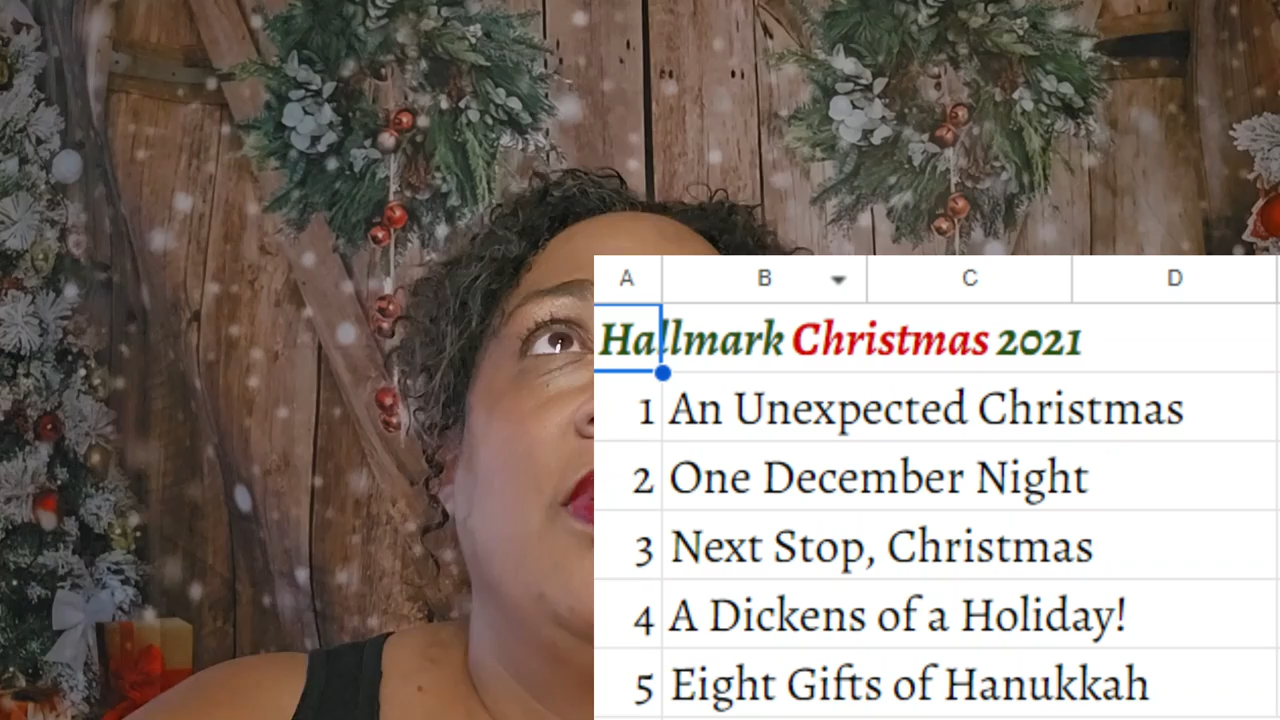 A B C D
Hallmark Christmas 2021
1 An Unexpected Christmas
2 One December Night
3 Next Stop, Christmas
4 A Dickens of a Holiday!
5 Eight Gifts of Hanukkah